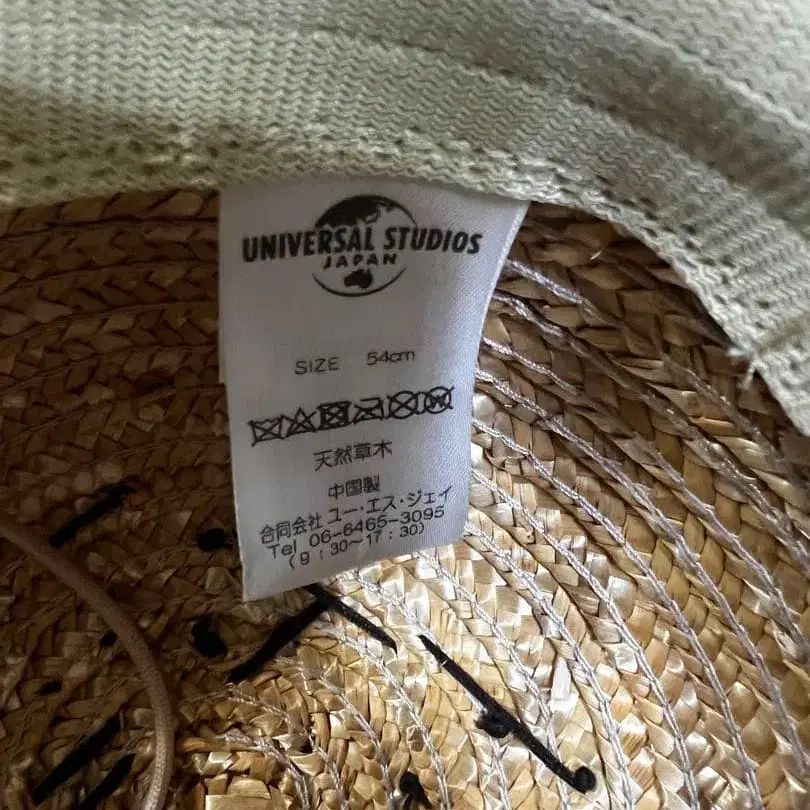 UNIVERSAL STUDIOS
JAPAN
SIZE 54cm
天然草木
中国製
合同会社 ユー・エス・ジェイ
Tel 06-6465-3095
(9:30~17:30)